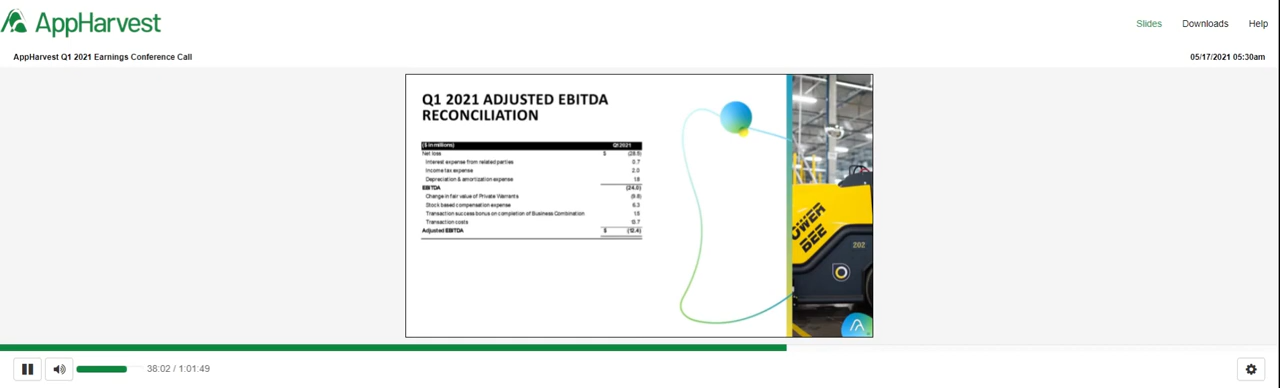 AppHarvest
Slides Downloads Help
AppHarvest Q1 2021 Earnings Conference Call
05/17/2021 05:30am
Q1 2021 ADJUSTED EBITDA
RECONCILIATION
($ in millions) Q1 2021
Net loss $ (28.5)
Interest expense from related parties 0.7
Income tax expense 2.0
Depreciation & amortization expense 1.8
EBITDA (24.0)
Change in fair value of Private Warrants
Stock based compensation expense 6.3
Transaction success bonus on completion of Business Combination 1.5
Transaction costs 13.7
Adjusted EBITDA $ (12.4)
OWER
BEE
202
38:02 / 1:01:49